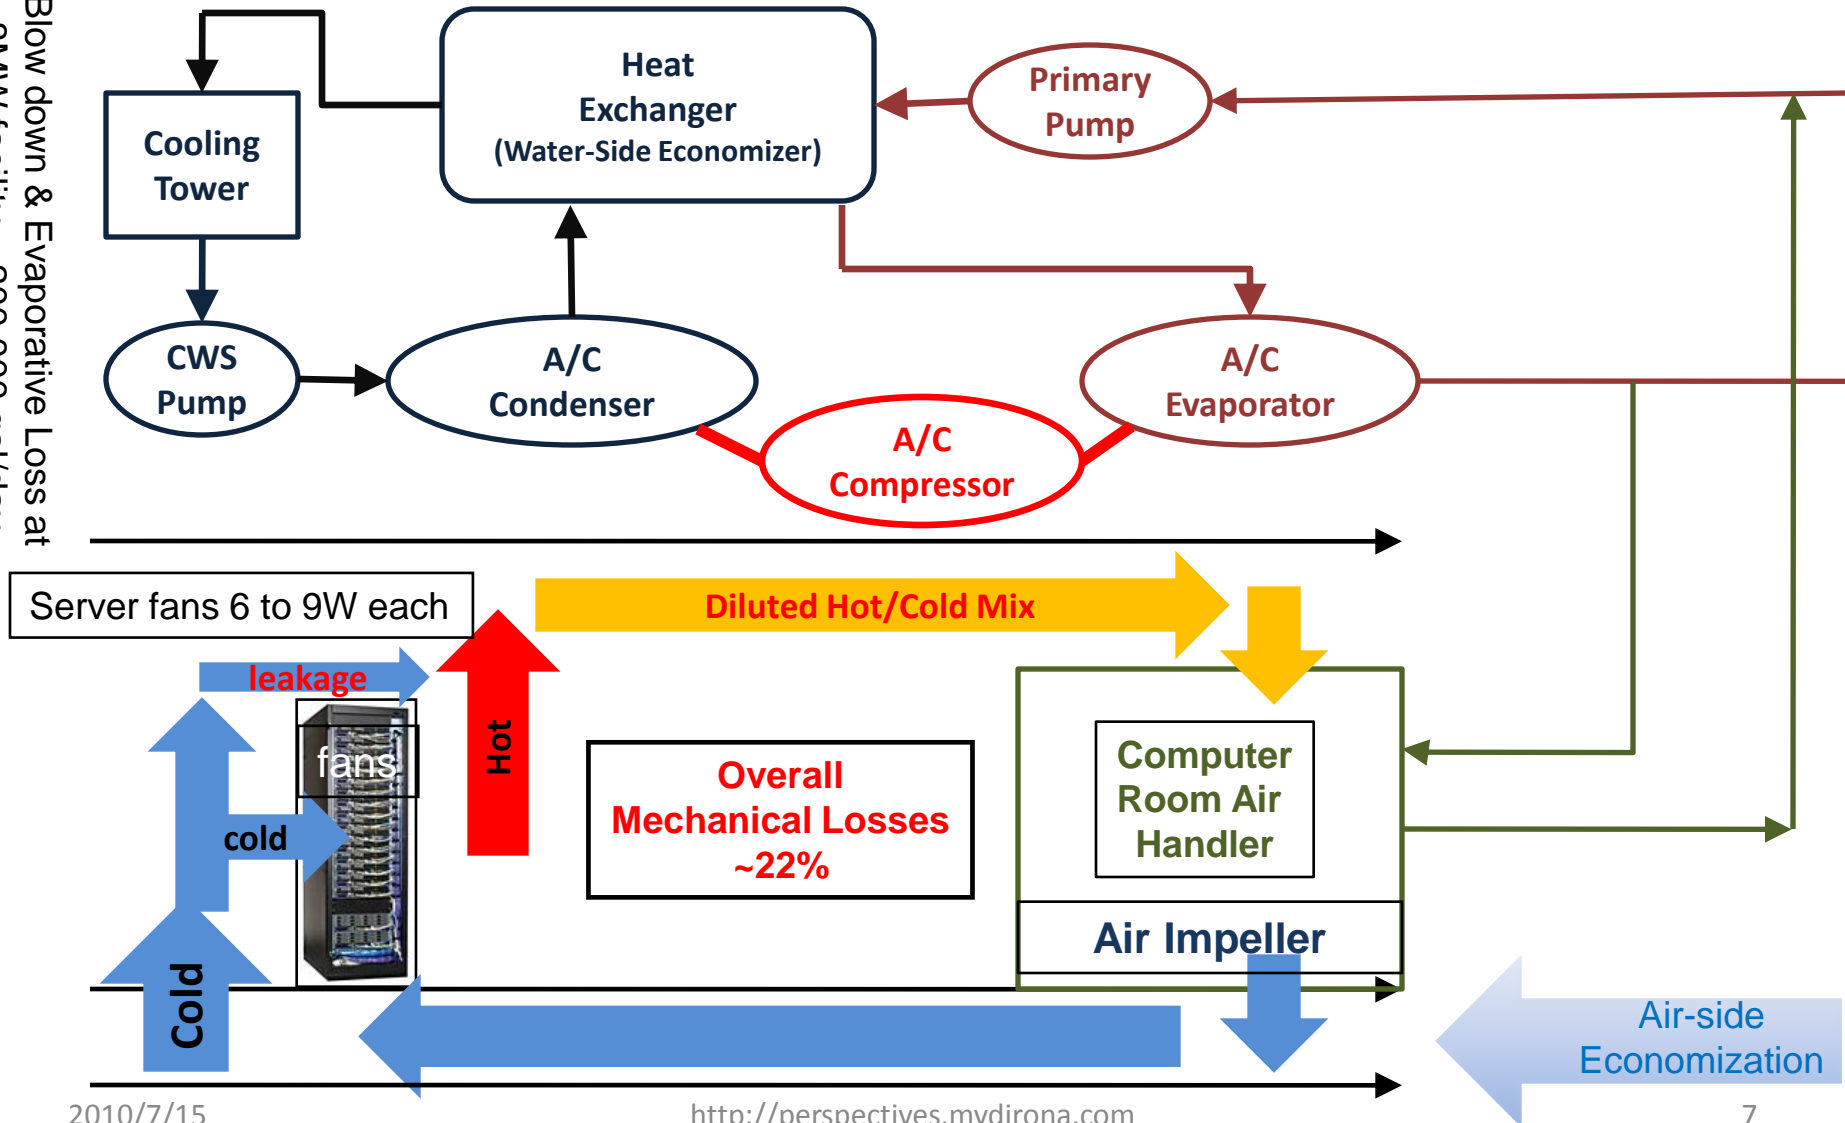 Blow down & Evaporative Loss at
Heat
Exchanger
(Water-Side Economizer)
Primary
Pump
Cooling
Tower
CWS
Pump
A/C
Condenser
A/C
Evaporator
A/C
Compressor
Server fans 6 to 9W each
Diluted Hot/Cold Mix
leakage
fans
Hot
cold
Cold
Overall
Mechanical Losses
~22%
Computer
Room Air
Handler
Air Impeller
Air-side
Economization
2010/7/15
http://perspectives.mvdirona.com
7